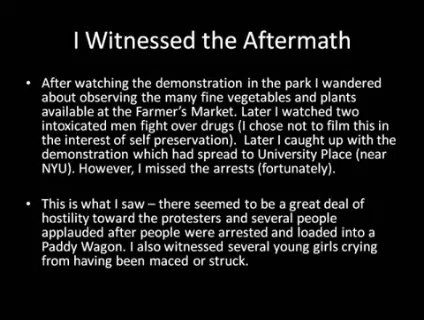 I Witnessed the Aftermath
• After watching the demonstration in the park I wandered
about observing the many fine vegetables and plants
available at the Farmer's Market. Later I watched two
intoxicated men fight over drugs (I chose not to film this in
the interest of self preservation).  Later I caught up with the
demonstration which had spread to University Place (near
NYU). However, I missed the arrests (fortunately).
• This is what I saw – there seemed to be a great deal of
hostility toward the protesters and several people
applauded after people were arrested and loaded into a
Paddy Wagon. I also witnessed several young girls crying
from having been maced or struck.